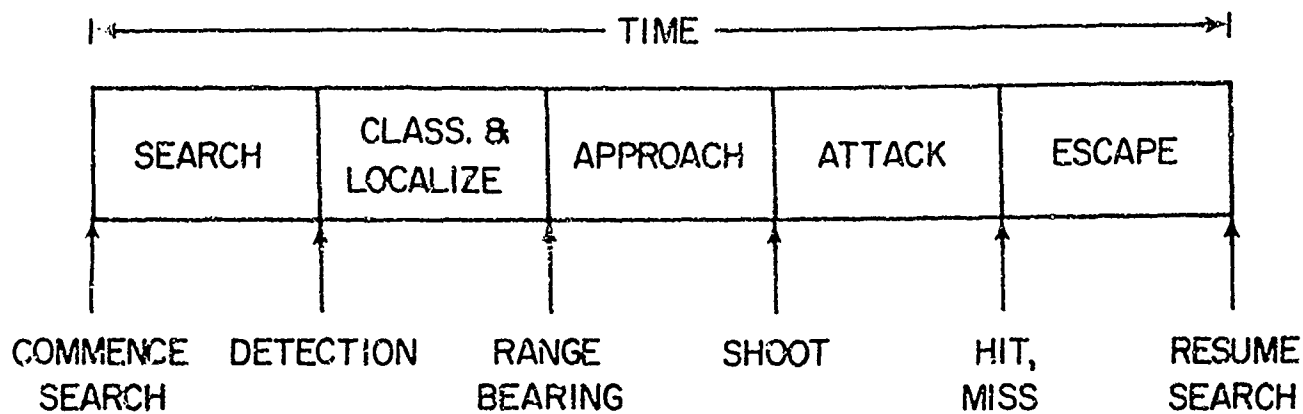 TIME
SEARCH
CLASS. &
LOCALIZE
APPROACH
ATTACK
ESCAPE
COMMENCE
SEARCH
DETECTION
RANGE
BEARING
SHOOT
HIT,
MISS
RESUME
SEARCH